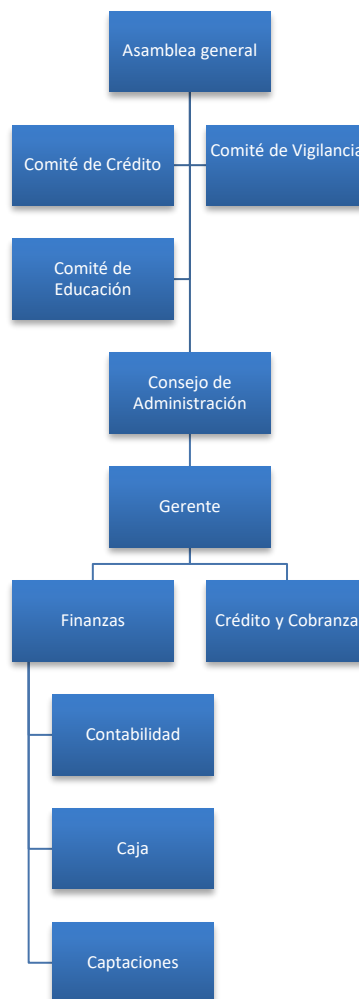 Asamblea general
Comité de Crédito
Comité de Vigilancia
Comité de
Educación
Consejo de
Administración
Gerente
Finanzas
Crédito y Cobranza
Contabilidad
Caja
Captaciones